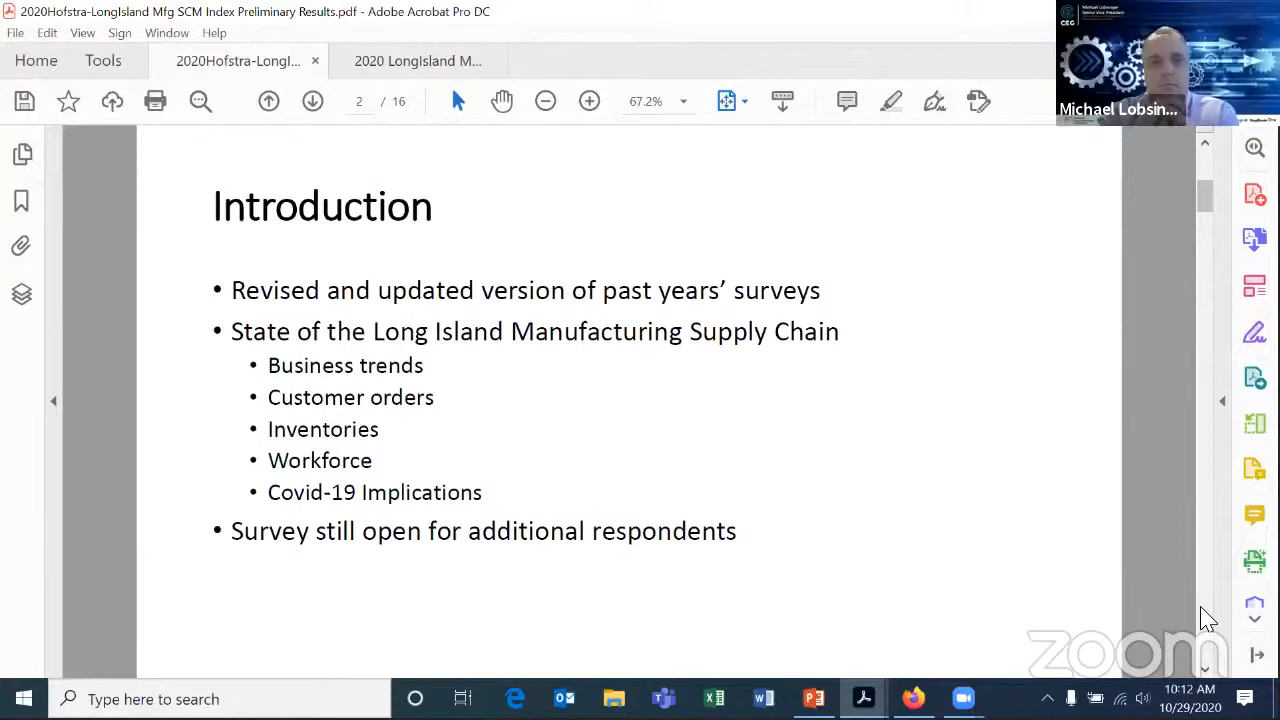 2020Hofstra-LongIsland Mfg SCM Index Preliminary Results.pdf - Adobe Acrobat Pro DC
File Edit View Sign Window Help
Home Tools 2020Hofstra-LongI... × 2020 LongIsland M...
2 / 16 67.2%
CEG
Michael Lobsin...
Introduction
• Revised and updated version of past years’ surveys
• State of the Long Island Manufacturing Supply Chain
• Business trends
• Customer orders
• Inventories
• Workforce
• Covid-19 Implications
• Survey still open for additional respondents
zoom
Type here to search
10:12 AM
10/29/2020